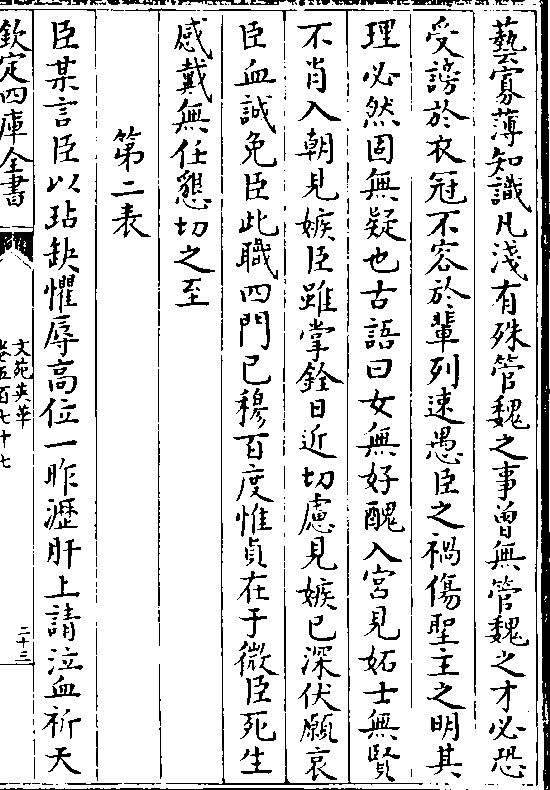 藝寡薄知識凡淺有殊管魏之事曾無管魏之才必恐
受謗於衣冠不容於輩列速愚臣之禍傷聖主之明其
理必然固無疑也古語曰女無好醜入宮見妬士無賢
不肖入朝見嫉臣雖掌銓日近切慮見嫉已深伏願哀
臣血誠免臣此職四門已穆百度惟貞在于微臣死生
感戴無任懇切之至
第二表
臣某言臣以玷缺懼辱高位一昨瀝肝上請泣血祈天
欽定四庫全書
文苑英華
卷五百七十七
二十三